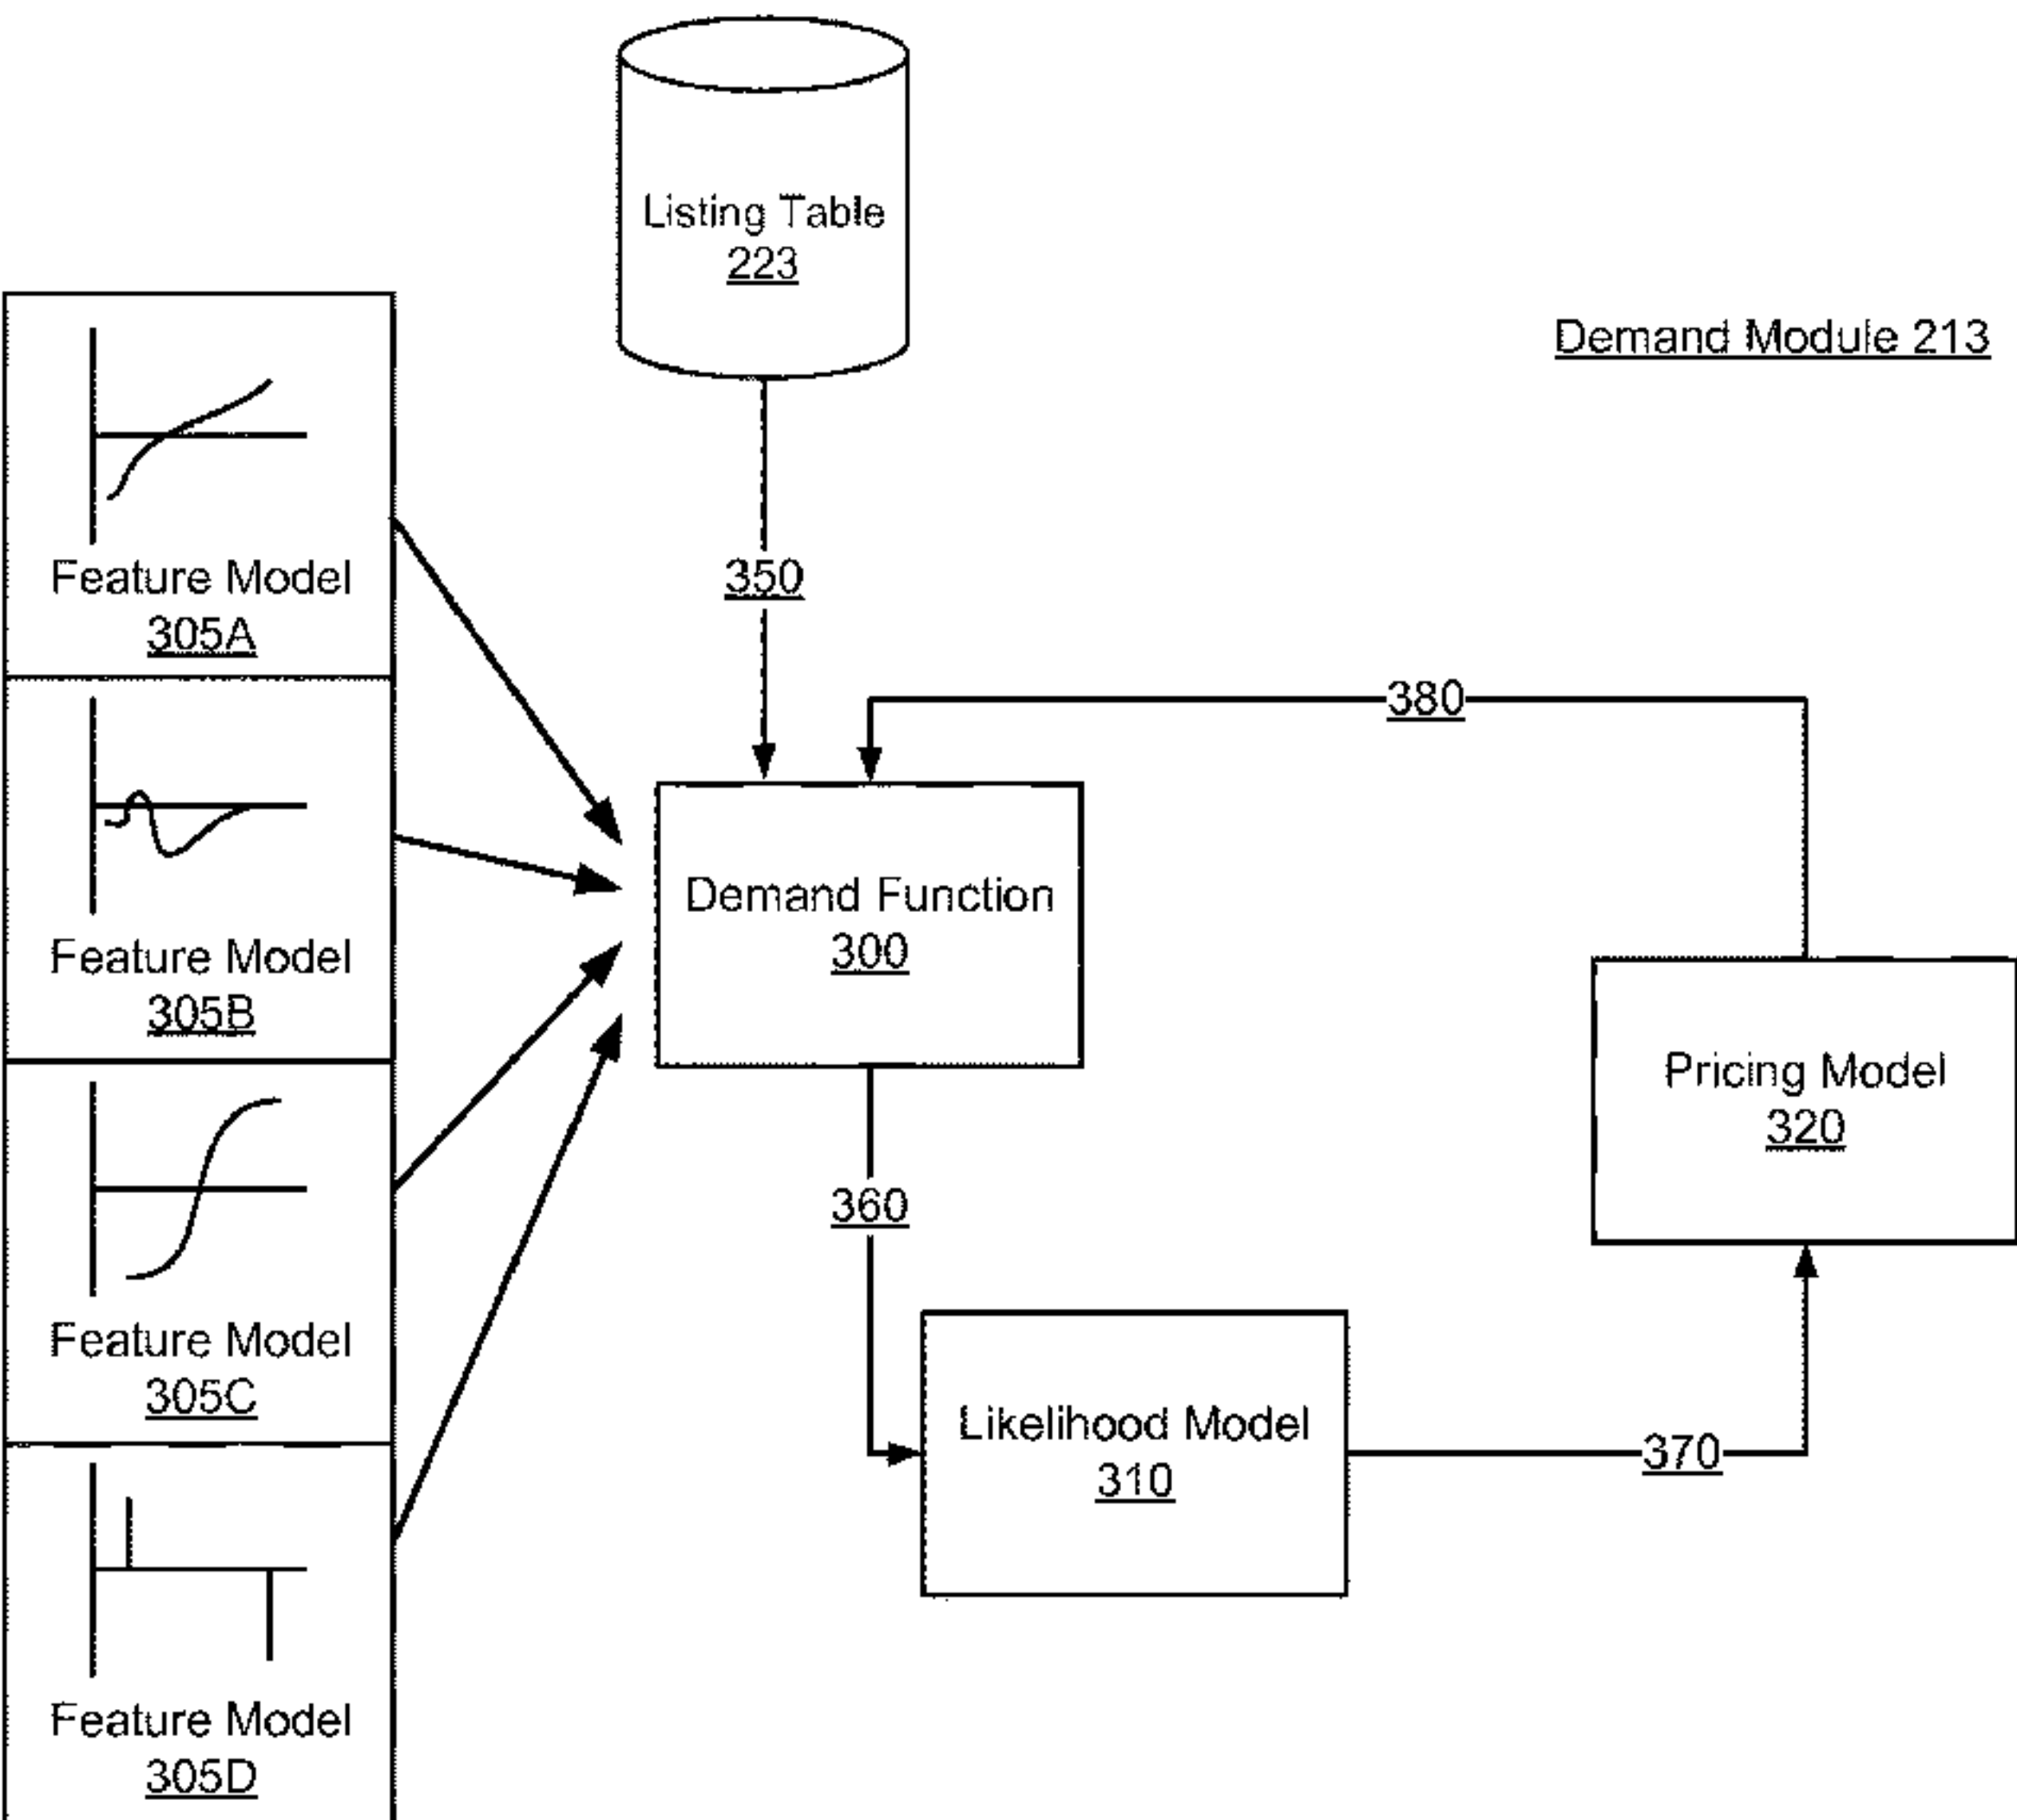 Listing Table
223
Demand Module 213
Feature Model
305A
350
380
Feature Model
305B
Demand Function
300
Pricing Model
320
360
Feature Model
305C
Likelihood Model
310
370
Feature Model
305D